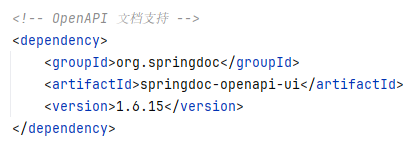 <!-- OpenAPI 文档支持 -->
<dependency>
    <groupId>org.springdoc</groupId>
    <artifactId>springdoc-openapi-ui</artifactId>
    <version>1.6.15</version>
</dependency>